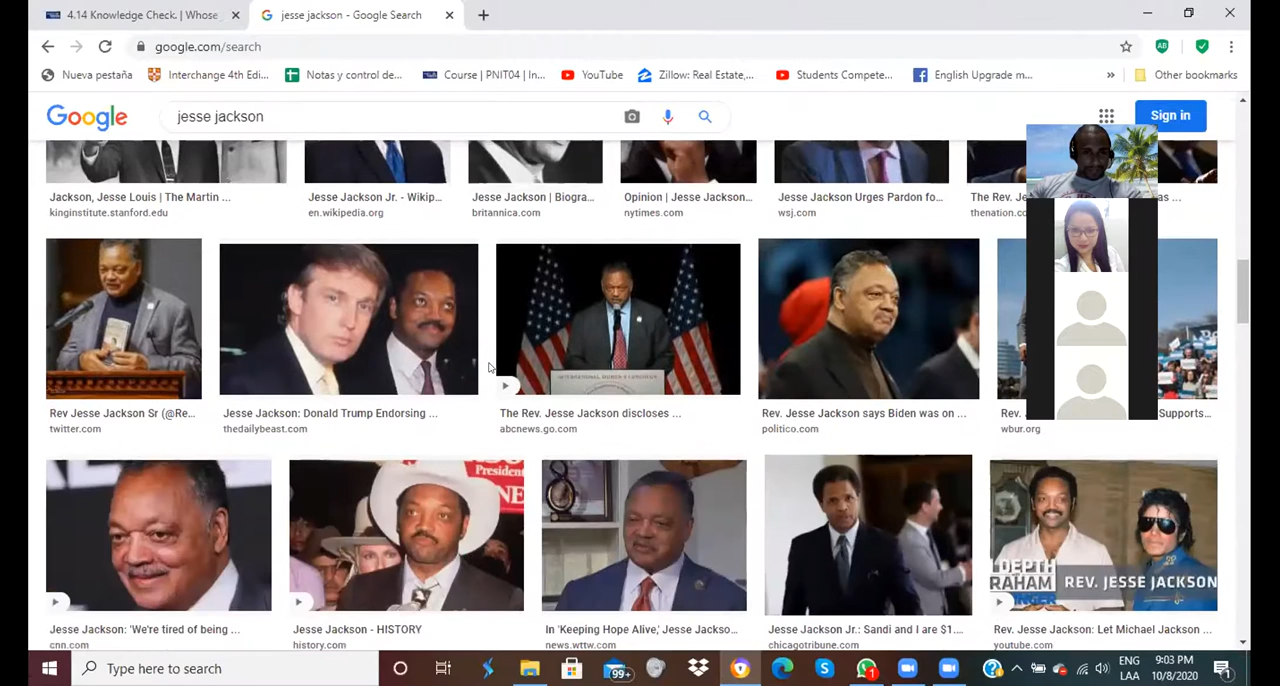 4.14 Knowledge Check. | Whose
jesse jackson - Google Search
google.com/search
Nueva pestaña
Interchange 4th Edi...
Notas y control de...
Course | PNIT04 | In...
YouTube
Zillow: Real Estate,...
Students Compete...
English Upgrade m...
Other bookmarks
Google
jesse jackson
Sign in
Jackson, Jesse Louis | The Martin ...
kinginstitute.stanford.edu
Jesse Jackson Jr. - Wikip...
en.wikipedia.org
Jesse Jackson | Biogra...
britannica.com
Opinion | Jesse Jackson...
nytimes.com
Jesse Jackson Urges Pardon fo...
wsj.com
The Rev. J
thenation.co
Rev Jesse Jackson Sr (@Re...
twitter.com
Jesse Jackson: Donald Trump Endorsing ...
thedailybeast.com
The Rev. Jesse Jackson discloses ...
abcnews.go.com
Rev. Jesse Jackson says Biden was on ...
politico.com
Rev.
Supports...
wbur.org
Jesse Jackson: 'We're tired of being ...
cnn.com
President
Jesse Jackson - HISTORY
history.com
In 'Keeping Hope Alive,' Jesse Jackso...
news.wttw.com
Jesse Jackson Jr.: Sandi and I are $1....
chicagotribune.com
DEPTH
GRAHAM
REV. JESSE JACKSON
Rev. Jesse Jackson: Let Michael Jackson ...
youtube.com
Type here to search
99+
1
ENG
LAA
9:03 PM
10/8/2020
1